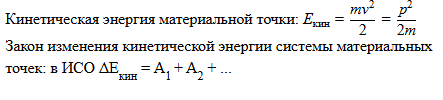 Кинетическая энергия материальной точки: Eкин = mv²/2 = p²/2m
Закон изменения кинетической энергии системы материальных
точек: в ИСО ΔEкин = A₁ + A₂ + ...